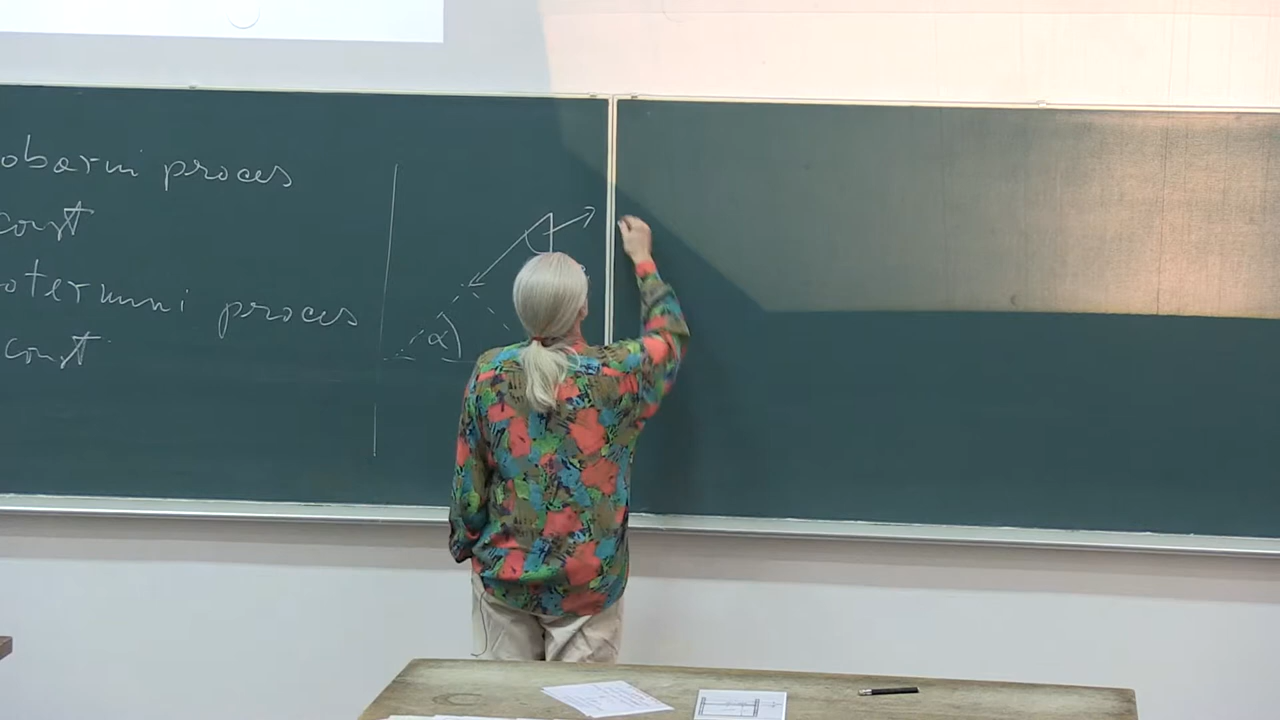 obarni proces
const
otermni proces
const
α